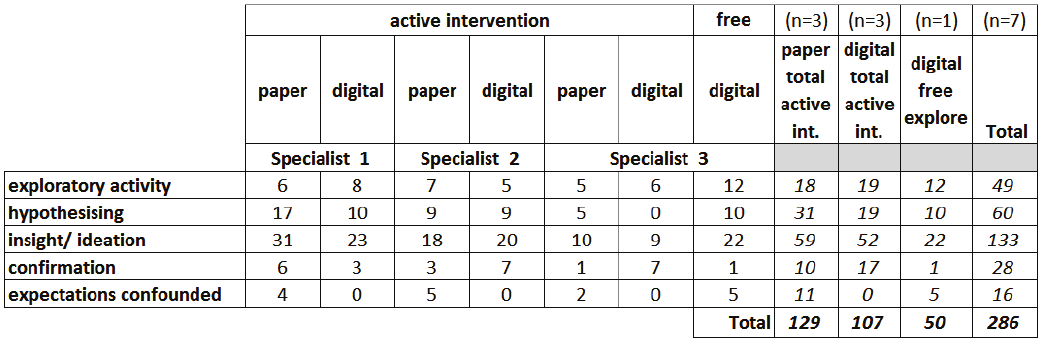 active intervention free (n=3) (n=3) (n=1) (n=7)
paper digital paper digital paper digital digital paper total active int. digital total active int. digital free explore Total
Specialist 1 Specialist 2 Specialist 3
exploratory activity 6 8 7 5 5 6 12 18 19 12 49
hypothesising 17 10 9 9 5 0 10 31 19 10 60
insight/ ideation 31 23 18 20 10 9 22 59 52 22 133
confirmation 6 3 3 7 1 7 1 10 17 1 28
expectations confounded 4 0 5 0 2 0 5 11 0 5 16
Total 129 107 50 286